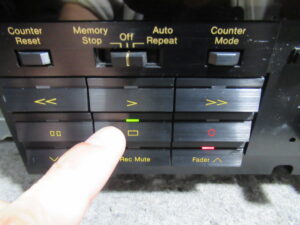 Counter Reset
Memory Stop
Off
Auto Repeat
Counter Mode
<< > >>
Rec Mute
Fader